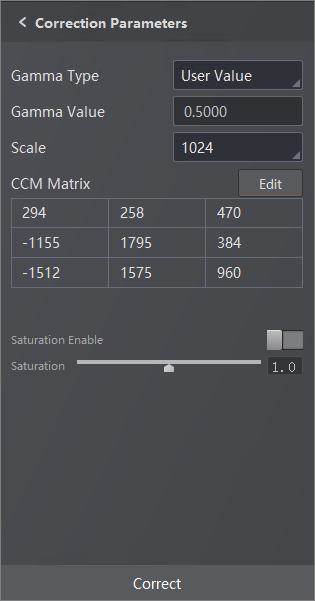 Correction Parameters
Gamma Type User Value
Gamma Value 0.5000
Scale 1024
CCM Matrix Edit
294 258 470
-1155 1795 384
-1512 1575 960
Saturation Enable
Saturation 1.0
Correct